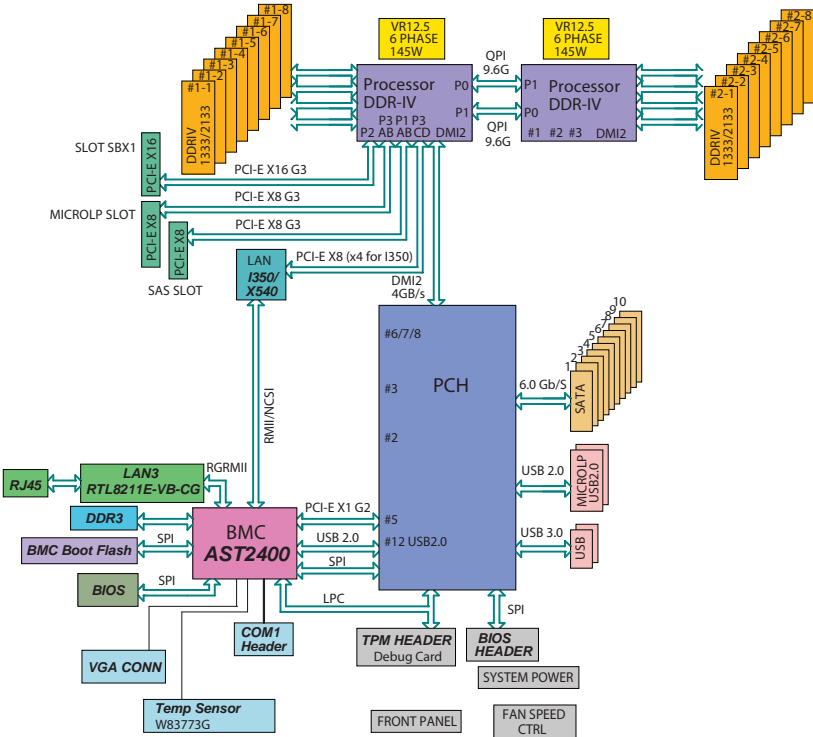 #1-8
#1-7
#1-6
#1-5
#1-4
#1-3
#1-2
#1-1
DDRIV
1333/2133
VR12.5
6 PHASE
145W
VR12.5
6 PHASE
145W
#2-8
#2-7
#2-6
#2-5
#2-4
#2-3
#2-2
#2-1
DDRIV
1333/2133
Processor
DDR-IV
P0
P1
P3 P1 P3
P2 AB AB CD DMI2
QPI
9.6G
QPI
9.6G
P1
P0
Processor
DDR-IV
#1 #2 #3 DMI2
SLOT SBX1
PCI-E X16
PCI-E X16 G3
MICROLP SLOT
PCI-E X8
PCI-E X8 G3
PCI-E X8
PCI-E X8 G3
SAS SLOT
LAN
I350/
X540
PCI-E X8 (x4 for I350)
DMI2
4GB/s
#6/7/8
#3
#2
#5
#12 USB2.0
PCH
6.0 Gb/S
1
2
3
4
5
6
7
8
9
10
SATA
USB 2.0
MICROLP
USB2.0
USB 3.0
USB
RMII/NCSI
RJ45
LAN3
RTL8211E-VB-CG
RGRMII
DDR3
BMC Boot Flash
SPI
BIOS
SPI
BMC
AST2400
PCI-E X1 G2
USB 2.0
SPI
LPC
COM1
Header
VGA CONN
Temp Sensor
W83773G
TPM HEADER
Debug Card
SPI
BIOS
HEADER
SYSTEM POWER
FRONT PANEL
FAN SPEED
CTRL